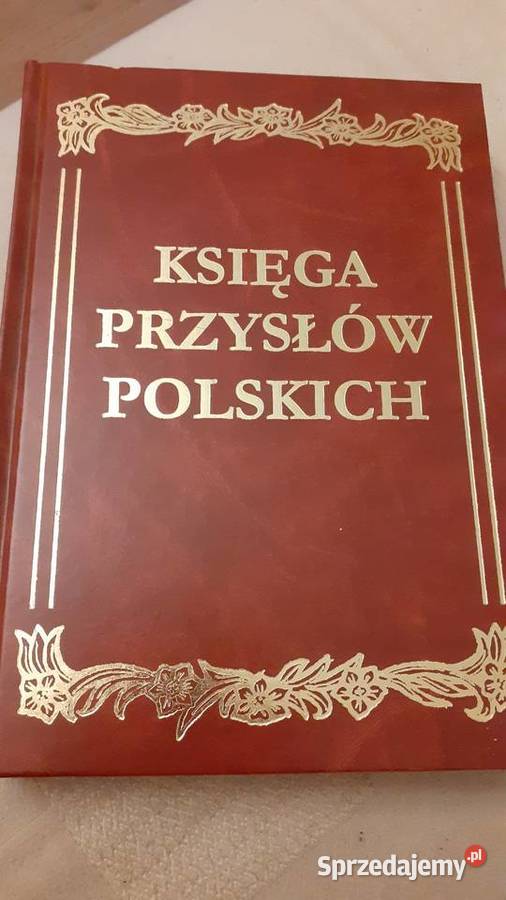 KSIĘGA
PRZYSŁÓW
POLSKICH
Sprzedajemy.pl